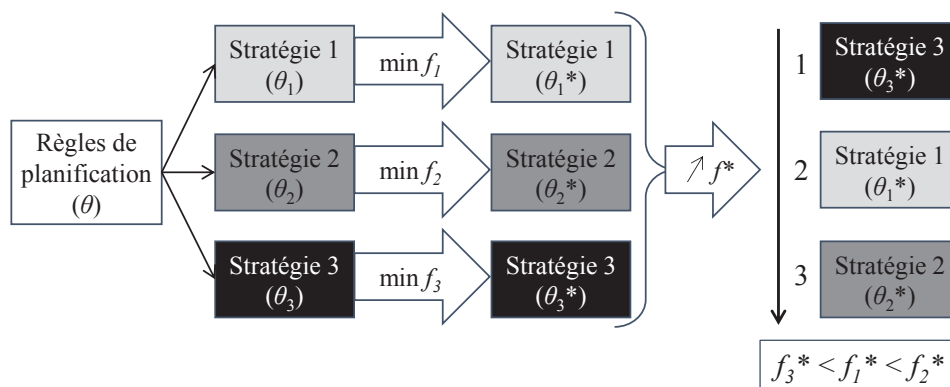 Règles de
planification
(θ)
Stratégie 1
(θ₁)
min f₁
Stratégie 1
(θ₁*)
Stratégie 2
(θ₂)
min f₂
Stratégie 2
(θ₂*)
Stratégie 3
(θ₃)
min f₃
Stratégie 3
(θ₃*)
↗ f*
1
Stratégie 3
(θ₃*)
2
Stratégie 1
(θ₁*)
3
Stratégie 2
(θ₂*)
f₃* < f₁* < f₂*